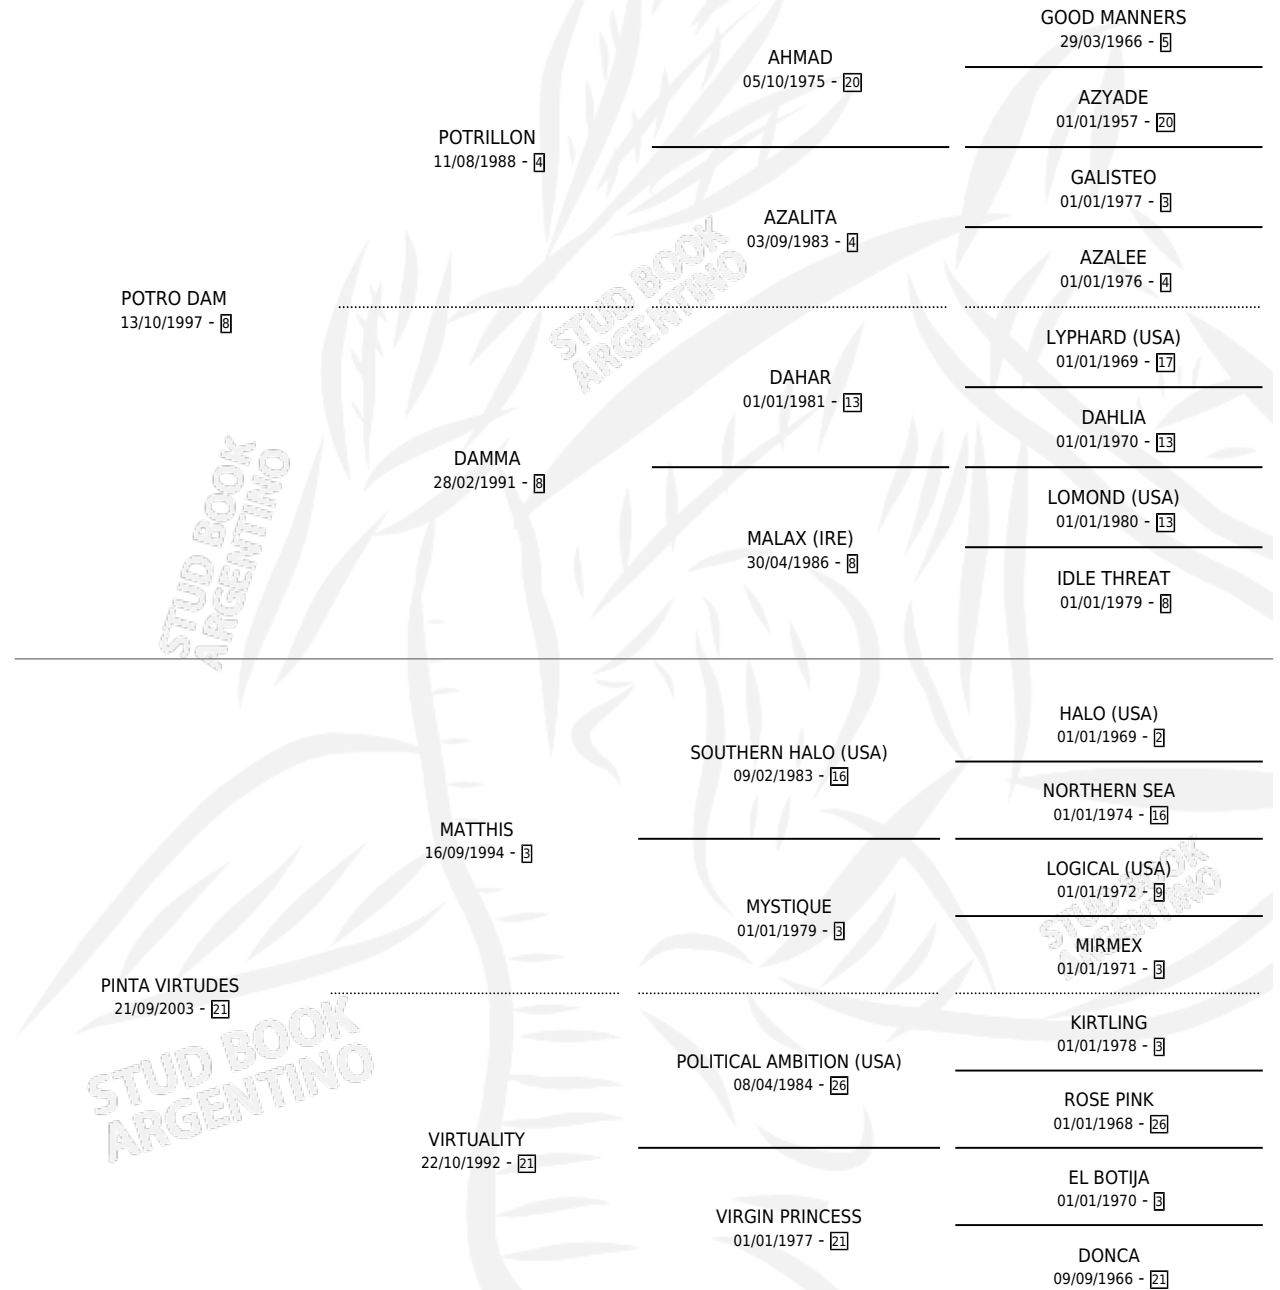 GOOD MANNERS
29/03/1966 - 5
AHMAD
05/10/1975 - 20
AZYADE
01/01/1957 - 20
POTRILLON
11/08/1988 - 4
GALISTEO
01/01/1977 - 3
AZALITA
03/09/1983 - 4
AZALEE
01/01/1976 - 4
POTRO DAM
13/10/1997 - 8
LYPHARD (USA)
01/01/1969 - 17
DAHAR
01/01/1981 - 13
DAHLIA
01/01/1970 - 13
DAMMA
28/02/1991 - 8
LOMOND (USA)
01/01/1980 - 13
MALAX (IRE)
30/04/1986 - 8
IDLE THREAT
01/01/1979 - 8
HALO (USA)
01/01/1969 - 2
SOUTHERN HALO (USA)
09/02/1983 - 16
NORTHERN SEA
01/01/1974 - 16
MATTHIS
16/09/1994 - 3
LOGICAL (USA)
01/01/1972 - 9
MYSTIQUE
01/01/1979 - 3
MIRMEX
01/01/1971 - 3
PINTA VIRTUDES
21/09/2003 - 21
KIRTLING
01/01/1978 - 3
POLITICAL AMBITION (USA)
08/04/1984 - 26
ROSE PINK
01/01/1968 - 26
VIRTUALITY
22/10/1992 - 21
EL BOTIJA
01/01/1970 - 3
VIRGIN PRINCESS
01/01/1977 - 21
DONCA
09/09/1966 - 21
STUD BOOK
ARGENTINO
STUD BOOK
ARGENTINO
STUD BOOK
ARGENTINO
STUD BOOK
ARGENTINO